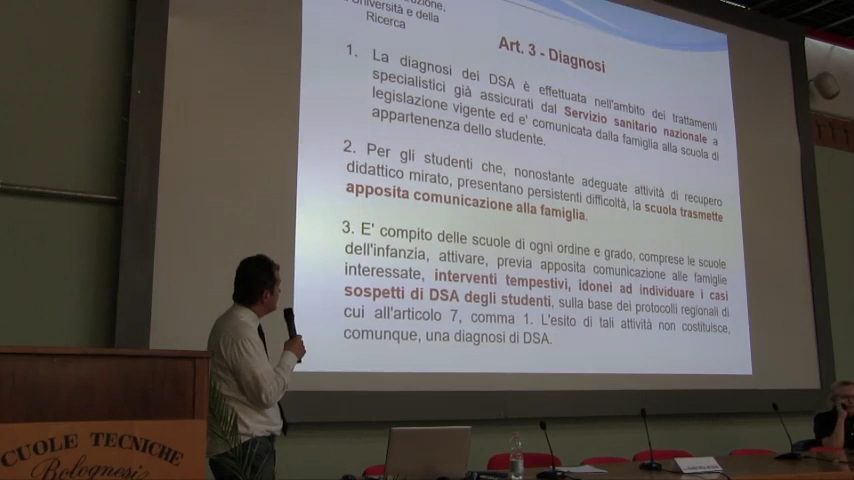 Università e della
Ricerca
Art. 3 - Diagnosi
1. La diagnosi dei DSA è effettuata nell'ambito dei trattamenti
specialistici già assicurati dal Servizio sanitario nazionale a
legislazione vigente ed e' comunicata dalla famiglia alla scuola di
appartenenza dello studente.
2. Per gli studenti che, nonostante adeguate attività di recupero
didattico mirato, presentano persistenti difficoltà, la scuola trasmette
apposita comunicazione alla famiglia.
3. E' compito delle scuole di ogni ordine e grado, comprese le scuole
dell'infanzia, attivare, previa apposita comunicazione alle famiglie
interessate, interventi tempestivi, idonei ad individuare i casi
sospetti di DSA degli studenti, sulla base dei protocolli regionali di
cui all'articolo 7, comma 1. L'esito di tali attività non costituisce,
comunque, una diagnosi di DSA.
CUOLE TECNICHE
Bolognesi